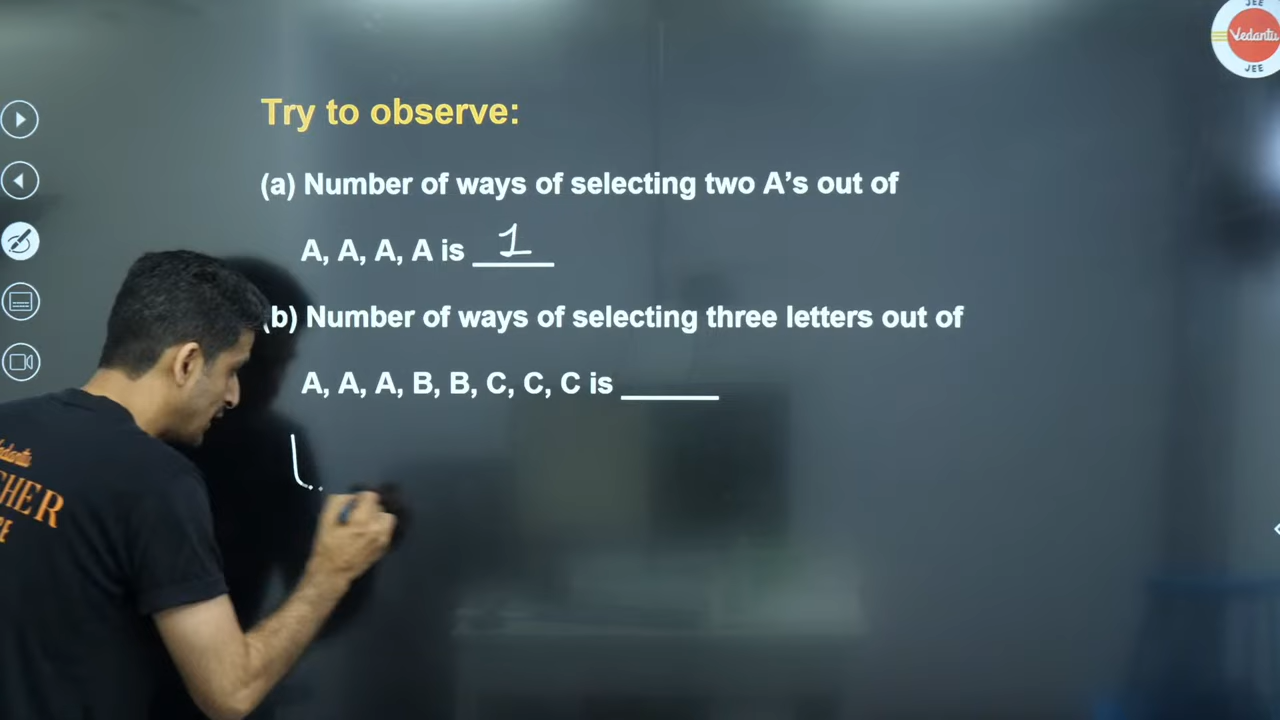 JEE
Vedantu
JEE
Try to observe:
(a) Number of ways of selecting two A’s out of
A, A, A, A is 1
(b) Number of ways of selecting three letters out of
A, A, A, B, B, C, C, C is